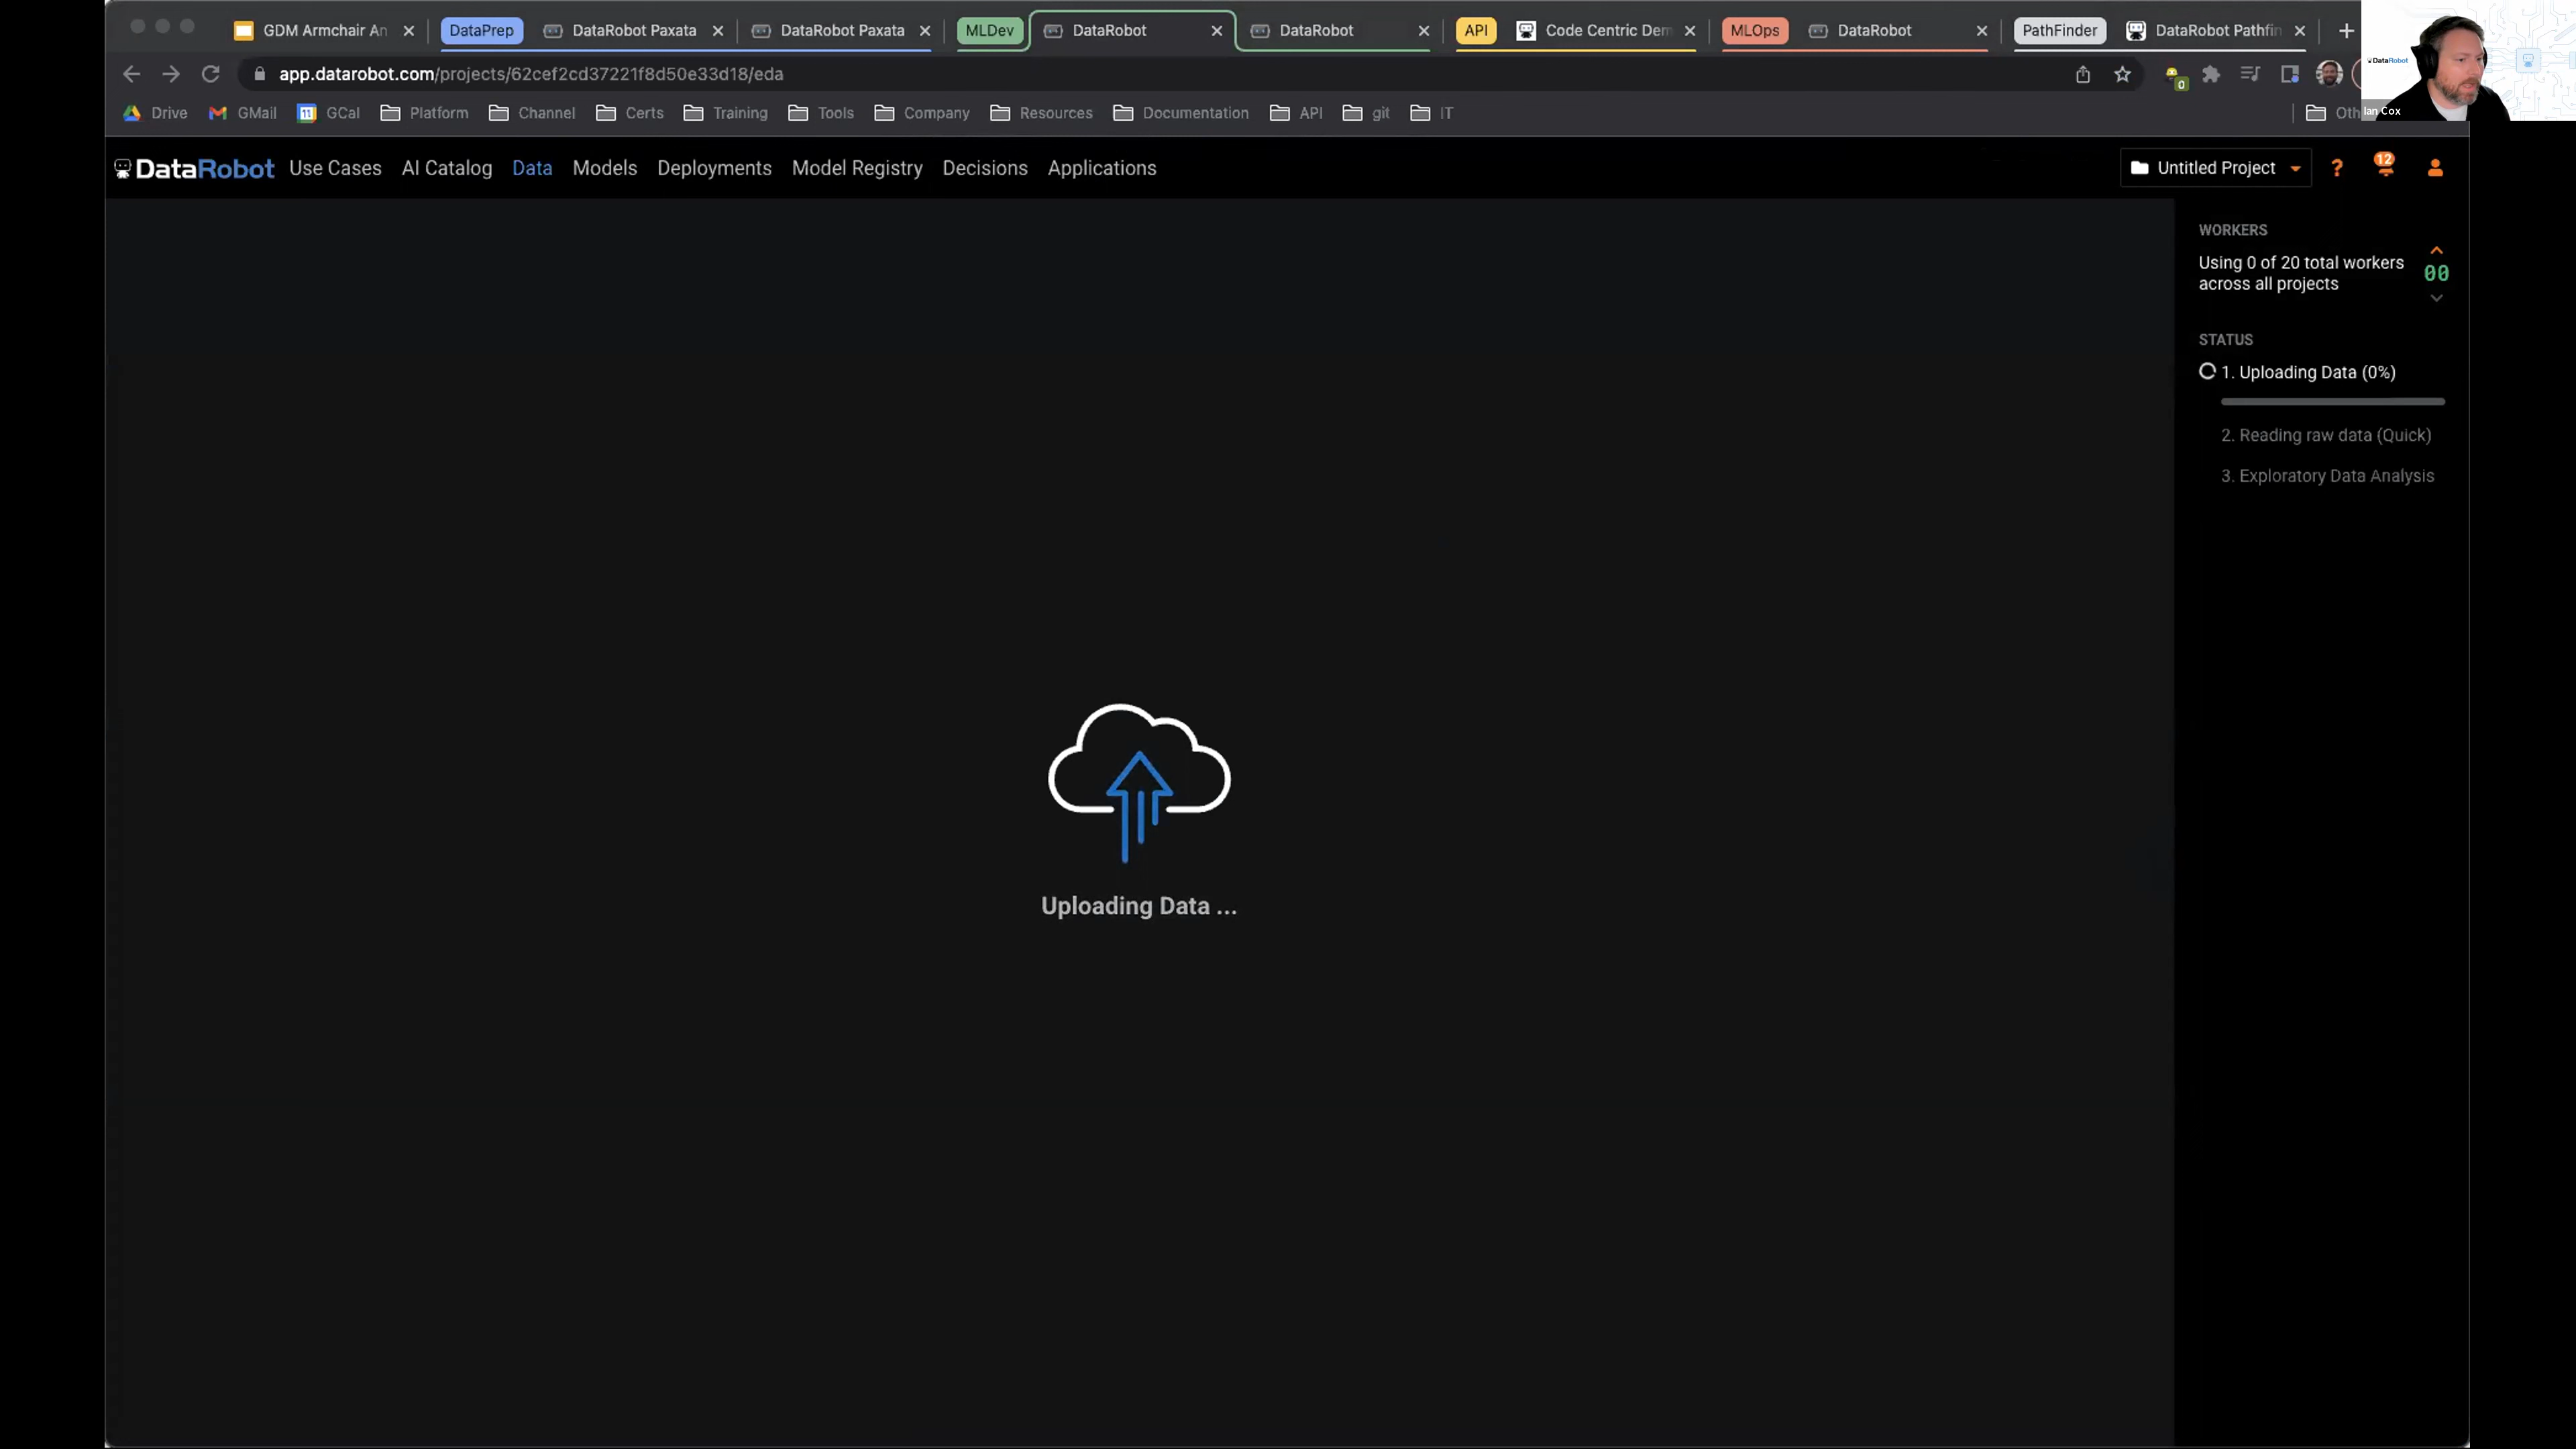 GDM Armchair An
DataPrep
DataRobot Paxata
DataRobot Paxata
MLDev
DataRobot
DataRobot
API
Code Centric Dem
MLOps
DataRobot
PathFinder
DataRobot Pathfin
app.datarobot.com/projects/62cef2cd37221f8d50e33d18/eda
0
Drive
GMail
11
GCal
Platform
Channel
Certs
Training
Tools
Company
Resources
Documentation
API
git
IT
Oth
DataRobot
Ian Cox
DataRobot
Use Cases
AI Catalog
Data
Models
Deployments
Model Registry
Decisions
Applications
Untitled Project
?
12
WORKERS
Using 0 of 20 total workers
across all projects
00
STATUS
1. Uploading Data (0%)
2. Reading raw data (Quick)
3. Exploratory Data Analysis
Uploading Data ...